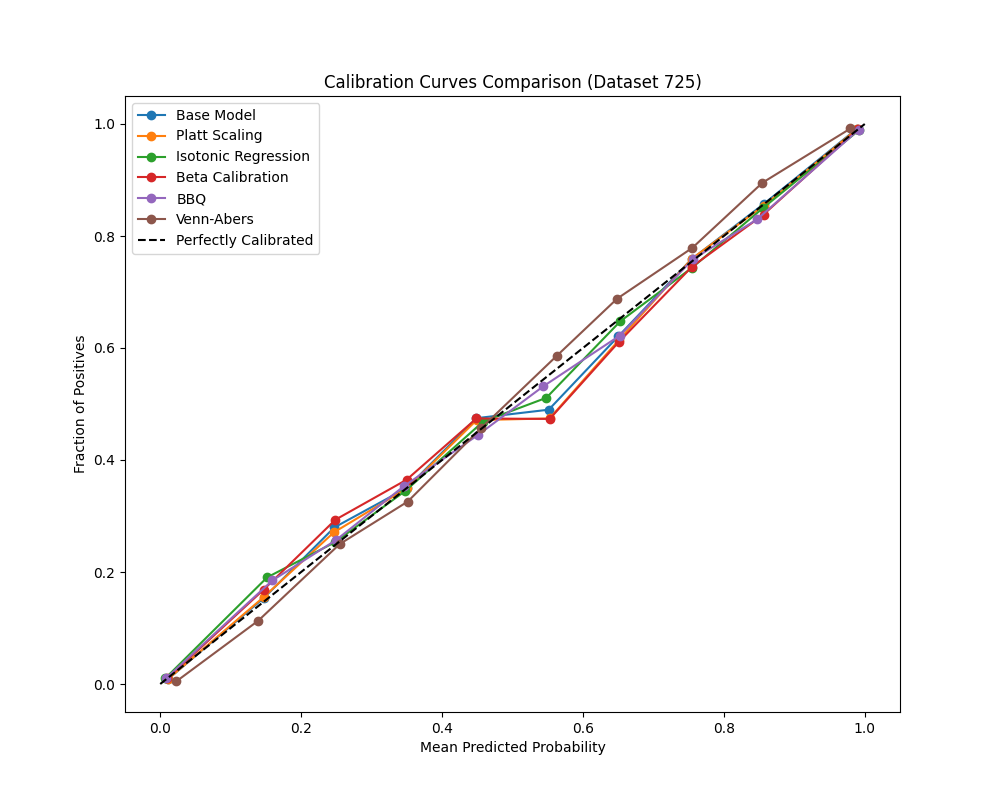 Calibration Curves Comparison (Dataset 725)
Base Model
Platt Scaling
Isotonic Regression
Beta Calibration
BBQ
Venn-Abers
Perfectly Calibrated
Fraction of Positives
1.0
0.8
0.6
0.4
0.2
0.0
0.0 0.2 0.4 0.6 0.8 1.0
Mean Predicted Probability